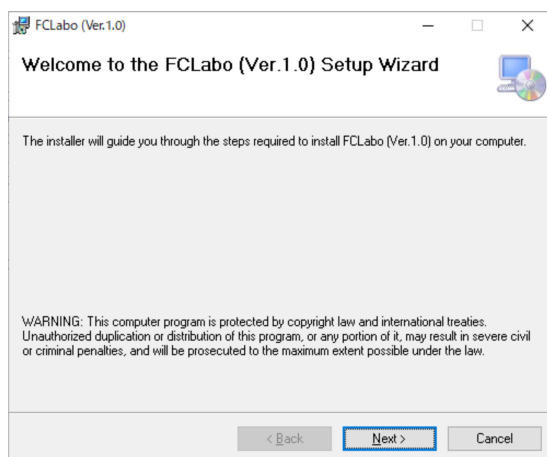 FCLabo (Ver.1.0)
Welcome to the FCLabo (Ver.1.0) Setup Wizard
The installer will guide you through the steps required to install FCLabo (Ver.1.0) on your computer.
WARNING: This computer program is protected by copyright law and international treaties.
Unauthorized duplication or distribution of this program, or any portion of it, may result in severe civil
or criminal penalties, and will be prosecuted to the maximum extent possible under the law.
< Back
Next >
Cancel